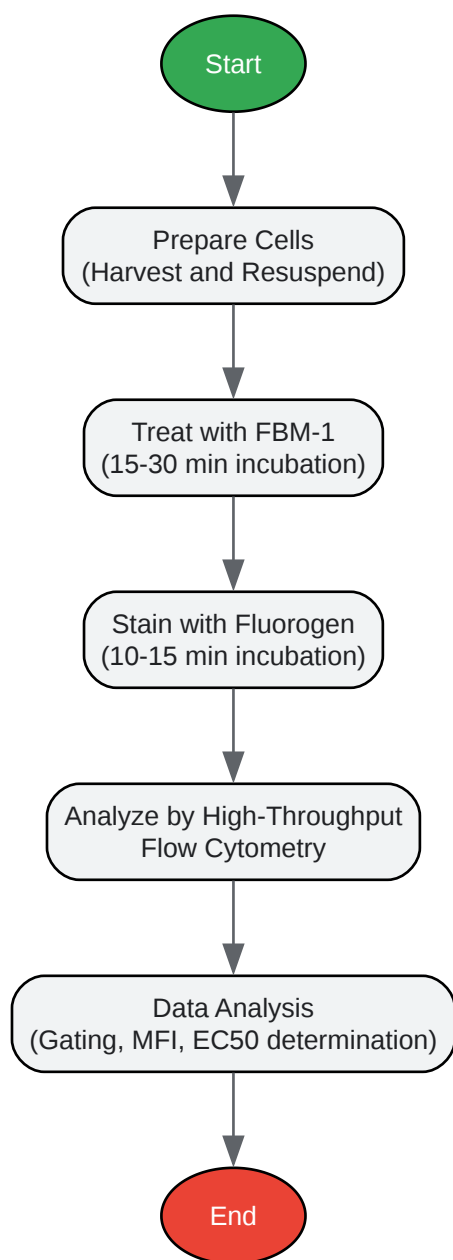 Start
Prepare Cells
(Harvest and Resuspend)
Treat with FBM-1
(15-30 min incubation)
Stain with Fluorogen
(10-15 min incubation)
Analyze by High-Throughput
Flow Cytometry
Data Analysis
(Gating, MFI, EC50 determination)
End